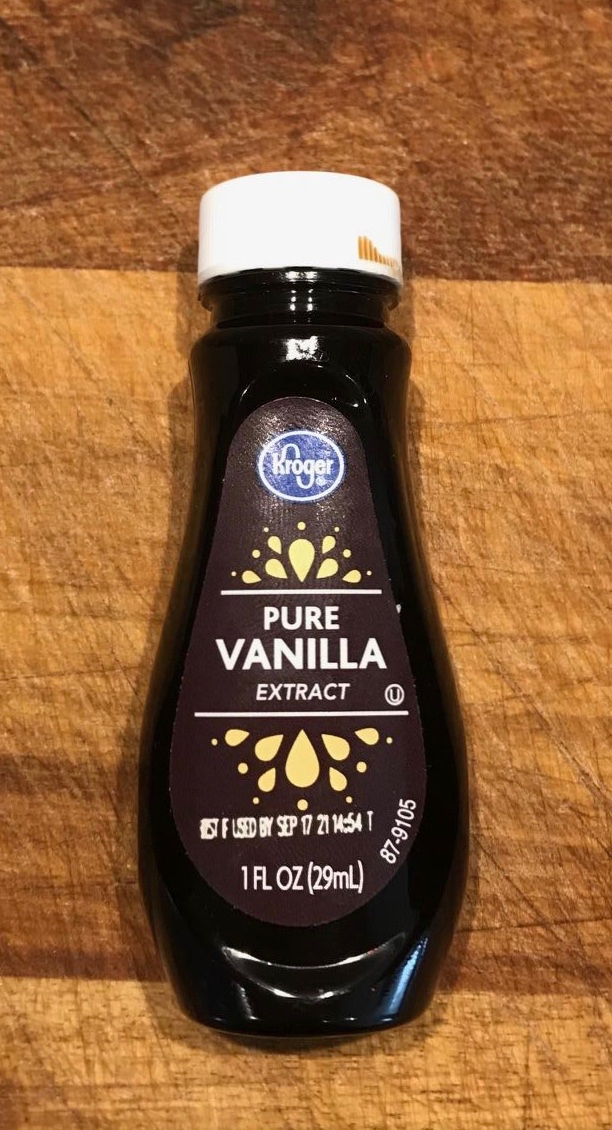 Kroger®
PURE
VANILLA
EXTRACT
U
BEST IF USED BY SEP 17 21 14:54 T
87-9105
1 FL OZ (29mL)